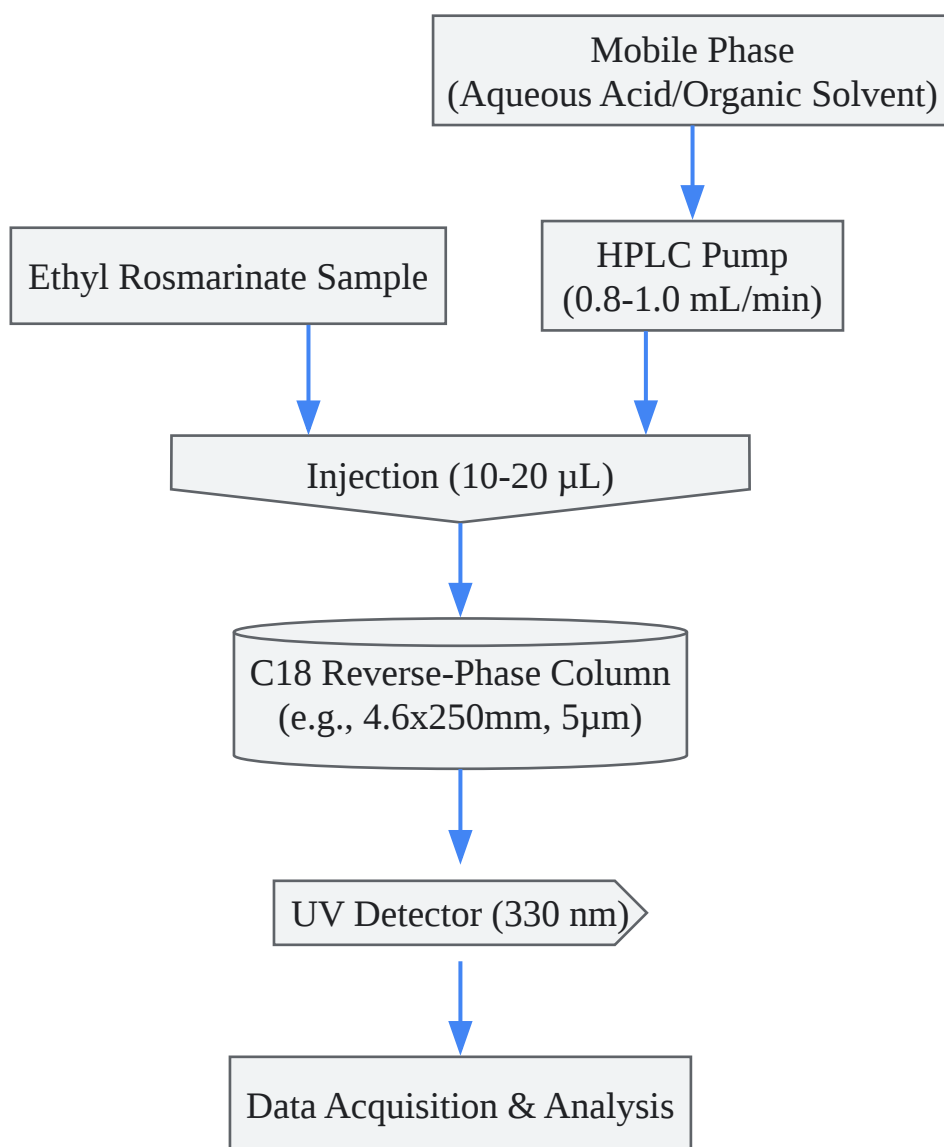 Mobile Phase
(Aqueous Acid/Organic Solvent)
Ethyl Rosmarinate Sample
HPLC Pump
(0.8-1.0 mL/min)
Injection (10-20 µL)
C18 Reverse-Phase Column
(e.g., 4.6x250mm, 5µm)
UV Detector (330 nm)
Data Acquisition & Analysis